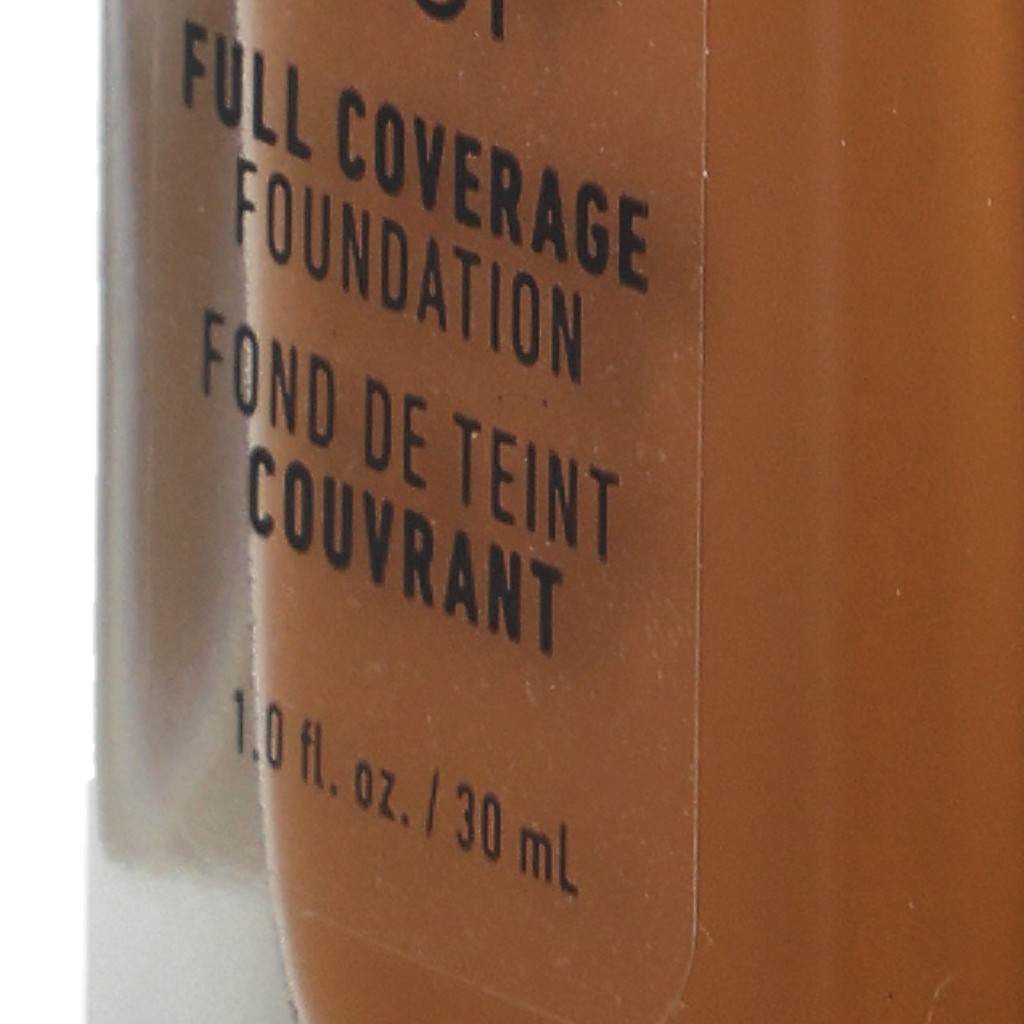 FULL COVERAGE
FOUNDATION
FOND DE TEINT
COUVRANT
1.0 fl. oz. / 30 mL